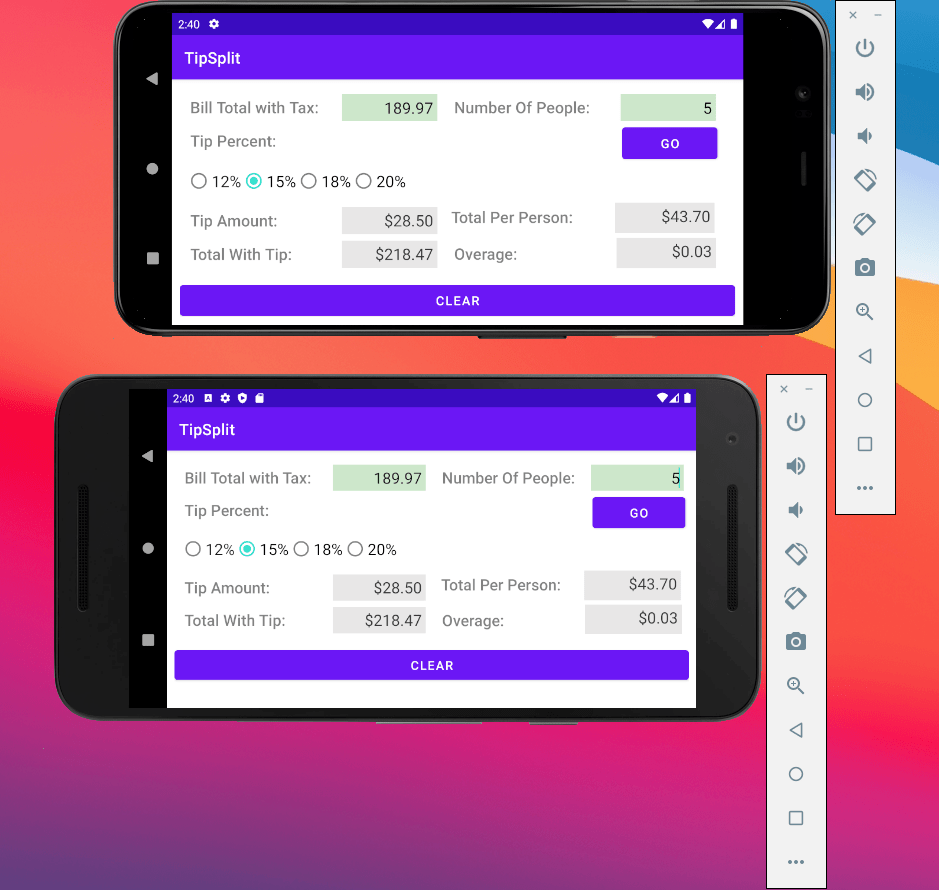 2:40
TipSplit
Bill Total with Tax: 189.97 Number Of People: 5
Tip Percent: GO
12% 15% 18% 20%
Tip Amount: $28.50 Total Per Person: $43.70
Total With Tip: $218.47 Overage: $0.03
CLEAR
2:40
TipSplit
Bill Total with Tax: 189.97 Number Of People: 5
Tip Percent: GO
12% 15% 18% 20%
Tip Amount: $28.50 Total Per Person: $43.70
Total With Tip: $218.47 Overage: $0.03
CLEAR